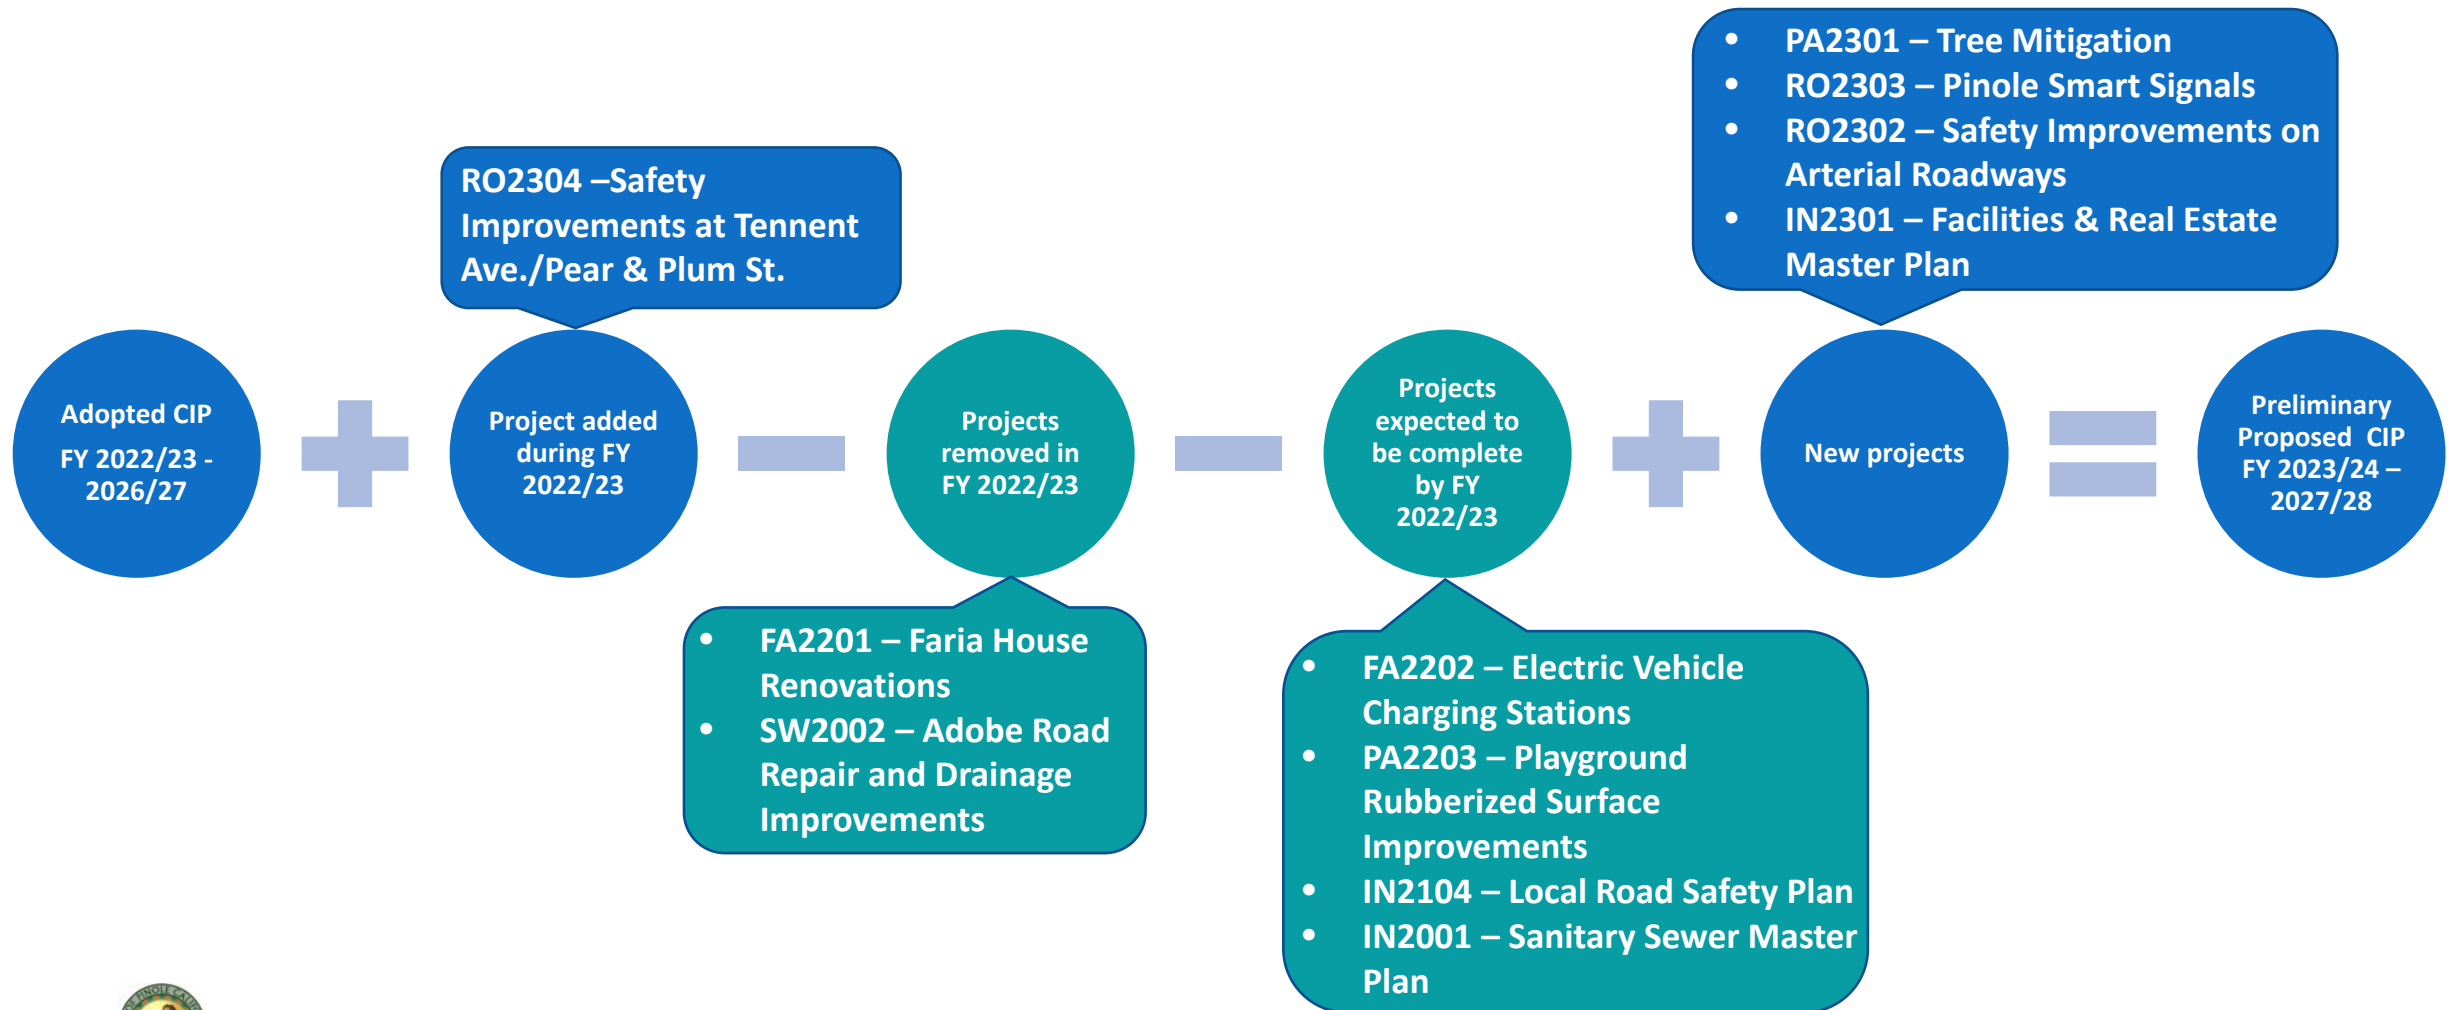 • PA2301 – Tree Mitigation
• RO2303 – Pinole Smart Signals
• RO2302 – Safety Improvements on
Arterial Roadways
• IN2301 – Facilities & Real Estate
Master Plan
RO2304 –Safety
Improvements at Tennent
Ave./Pear & Plum St.
Adopted CIP
FY 2022/23 -
2026/27
Project added
during FY
2022/23
Projects
removed in
FY 2022/23
Projects
expected to
be complete
by FY
2022/23
New projects
Preliminary
Proposed CIP
FY 2023/24 –
2027/28
• FA2201 – Faria House
Renovations
• SW2002 – Adobe Road
Repair and Drainage
Improvements
• FA2202 – Electric Vehicle
Charging Stations
• PA2203 – Playground
Rubberized Surface
Improvements
• IN2104 – Local Road Safety Plan
• IN2001 – Sanitary Sewer Master
Plan
OF PINOLE